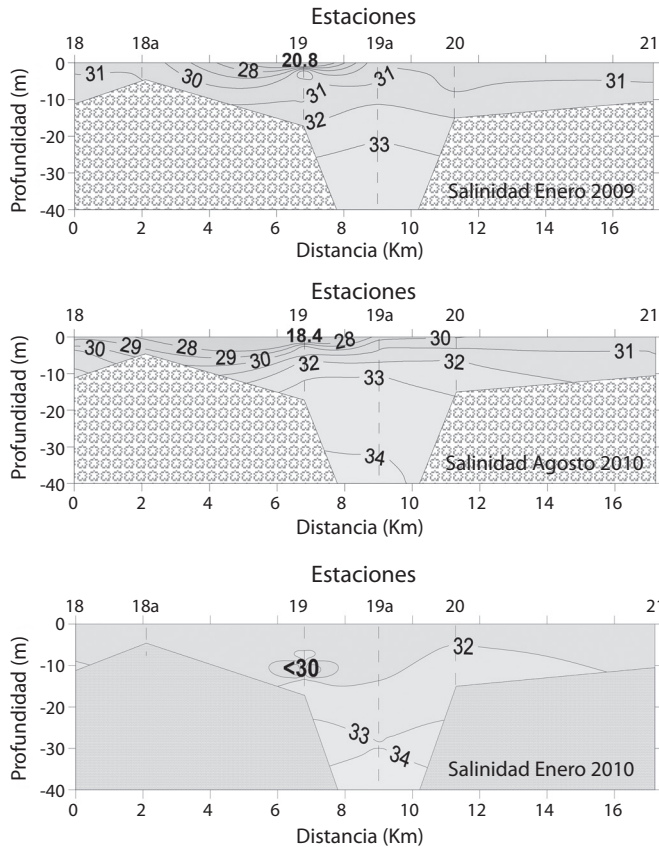 Estaciones
18 18a 19 19a 20 21
0
-10
-20
-30
-40
Profundidad (m)
31 30 28 20.8 31 31 31
32
33
Salinidad Enero 2009
0 2 4 6 8 10 12 14 16
Distancia (Km)
Estaciones
18 18a 19 19a 20 21
0
-10
-20
-30
-40
Profundidad (m)
30 29 28 29 30 18.4 28 30 31
32 32
33
34
Salinidad Agosto 2010
0 2 4 6 8 10 12 14 16
Distancia (Km)
Estaciones
18 18a 19 19a 20 21
0
-10
-20
-30
-40
Profundidad (m)
<30 32
33
34
Salinidad Enero 2010
0 2 4 6 8 10 12 14 16
Distancia (Km)